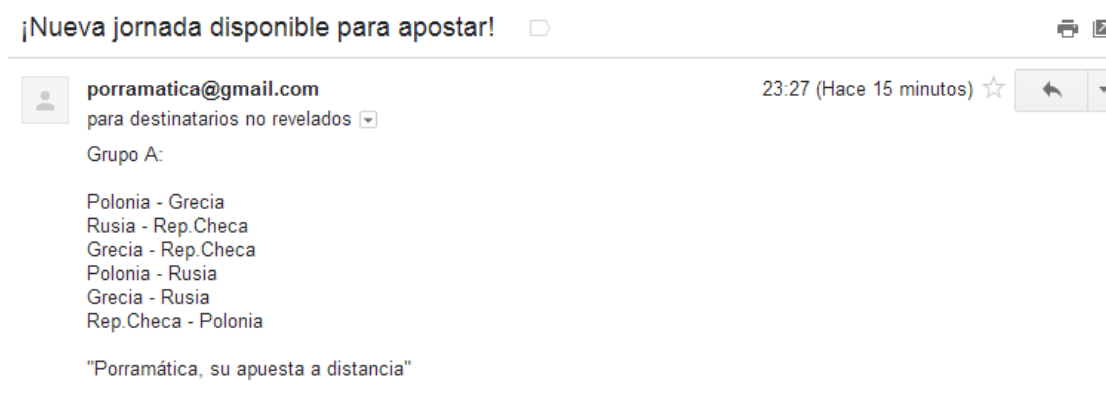 ¡Nueva jornada disponible para apostar!
porramatica@gmail.com
23:27 (Hace 15 minutos)
para destinatarios no revelados
Grupo A:
Polonia - Grecia
Rusia - Rep.Checa
Grecia - Rep.Checa
Polonia - Rusia
Grecia - Rusia
Rep.Checa - Polonia
"Porramática, su apuesta a distancia"